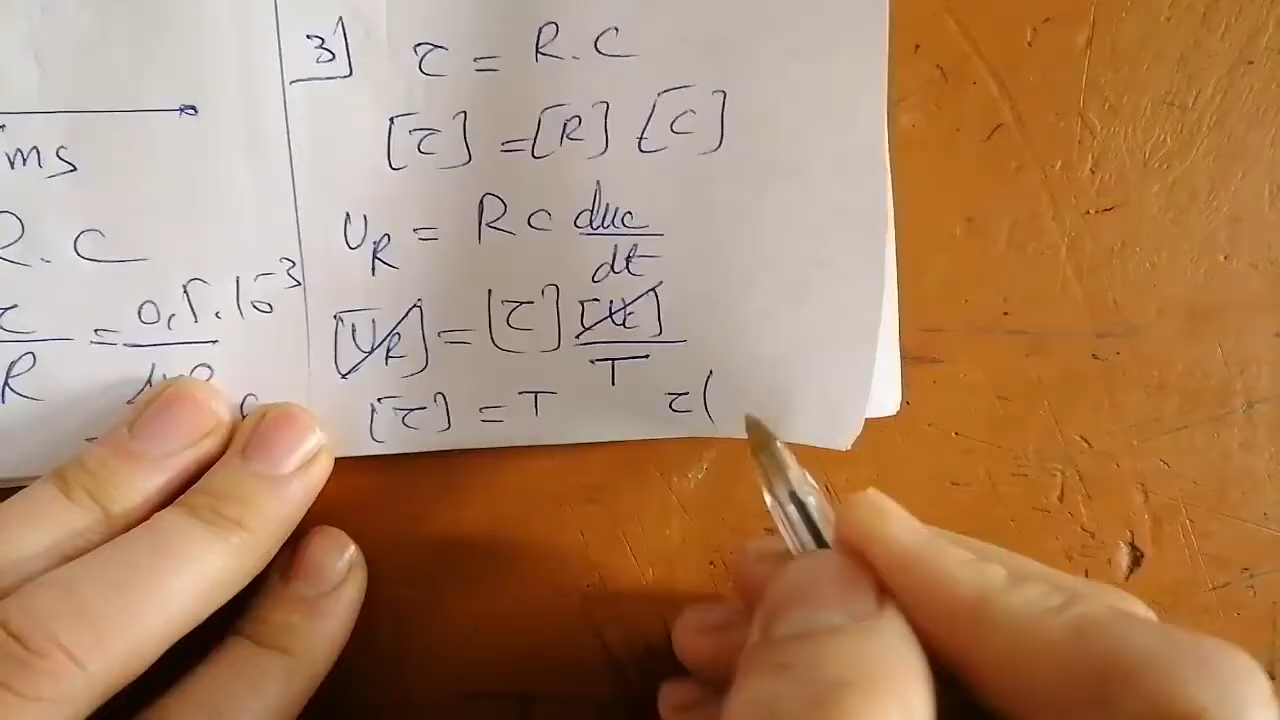 ms
R.C
τ/R = 0,5.10⁻³/
3] τ = R.C
[τ] = [R] [C]
U_R = RC duc/dt
[U_R] = [τ] [Uc]/T
[τ] = T τ(